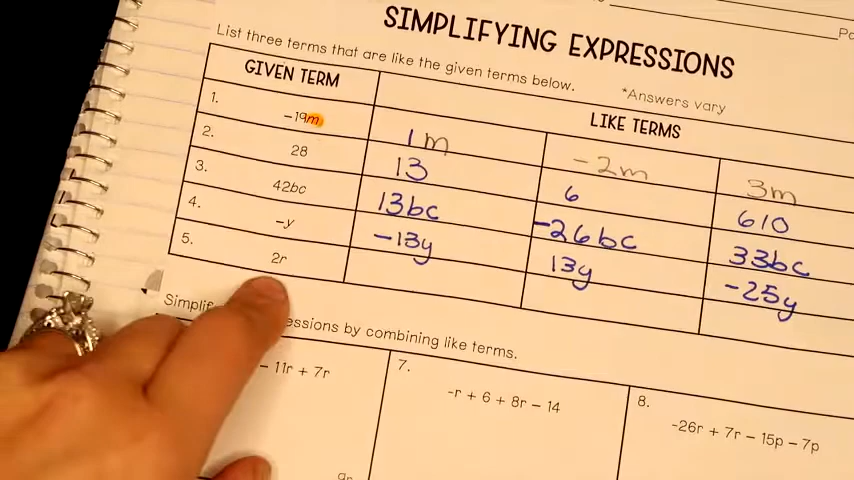 SIMPLIFYING EXPRESSIONS
List three terms that are like the given terms below.
*Answers vary
GIVEN TERM
LIKE TERMS
1. -19m 1m -2m 3m
2. 28 13 6 610
3. 42bc 13bc -26bc 33bc
4. -y -13y 13y -25y
5. 2r
Simplif essions by combining like terms.
- 11r + 7r
7. -r + 6 + 8r - 14
8. -26r + 7r - 15p - 7p